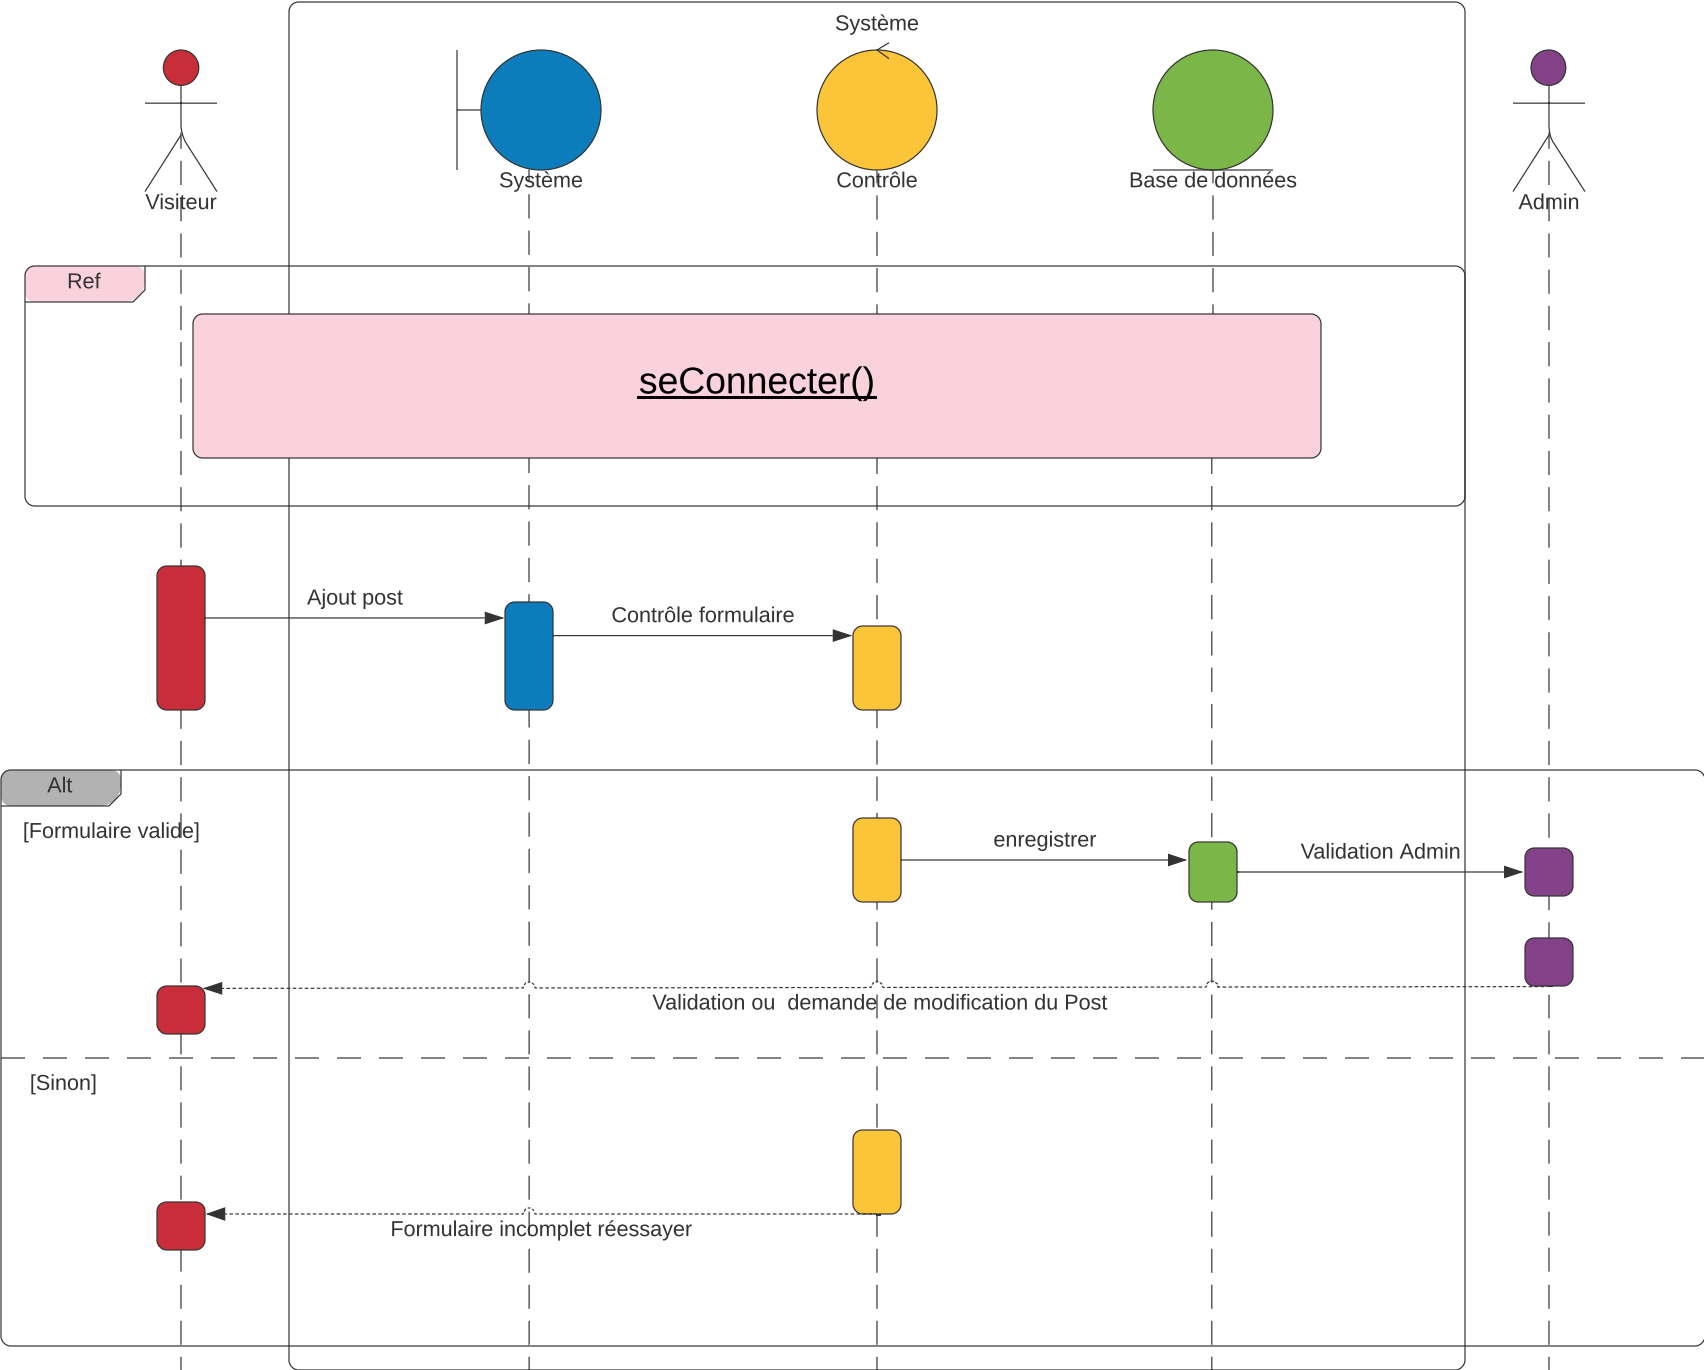 Système
Système
Contrôle
Base de données
Visiteur
Admin
Ref
seConnecter()
Ajout post
Contrôle formulaire
Alt
[Formulaire valide]
enregistrer
Validation Admin
Validation ou  demande de modification du Post
[Sinon]
Formulaire incomplet réessayer